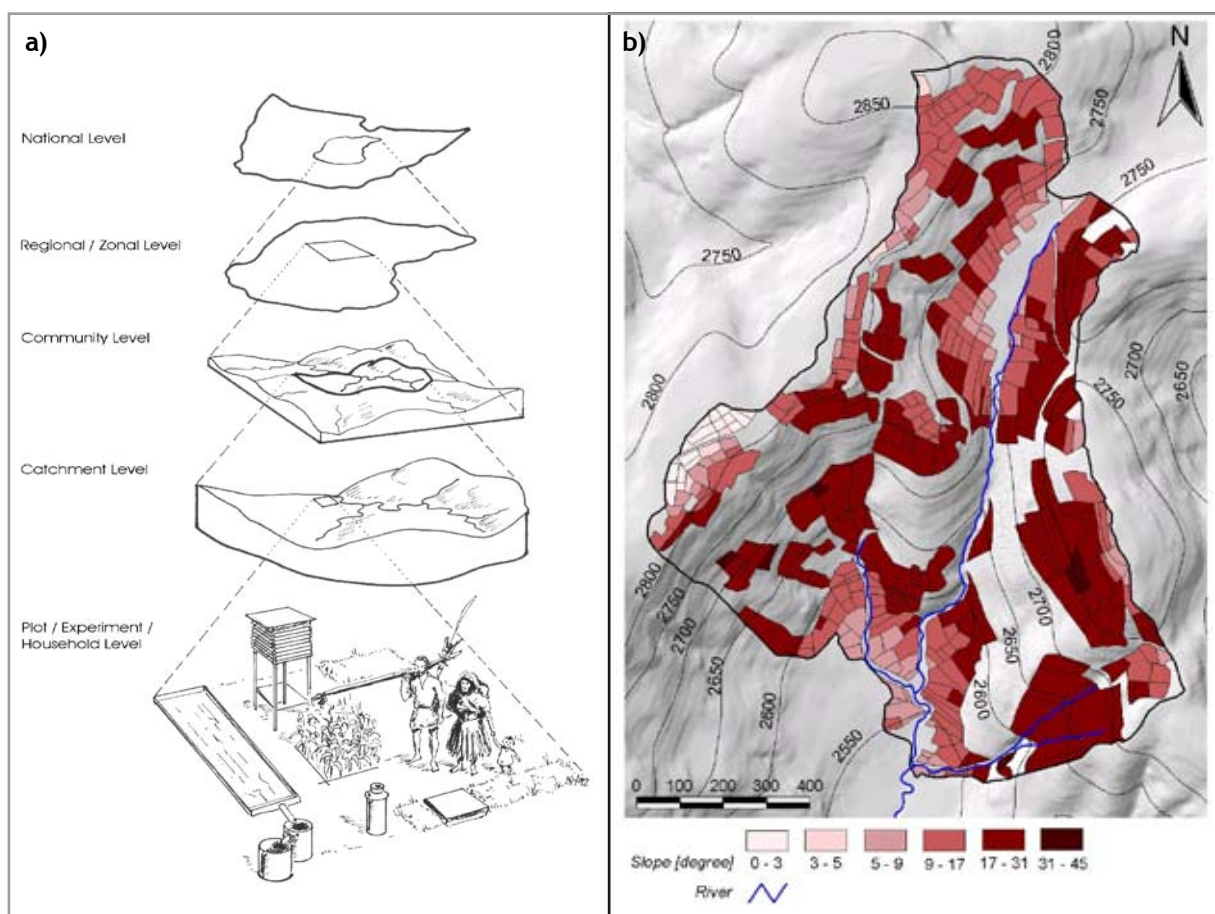 a)
National Level
Regional / Zonal Level
Community Level
Catchment Level
Plot / Experiment /
Household Level
b)
N
2800
2850
2750
2750
2750
2800
2700
2650
2750
2800
2750
2700
2650
2600
2550
2700
2650
2600
0 100 200 300 400
Slope [degree] 0 - 3 3 - 5 5 - 9 9 - 17 17 - 31 31 - 45
River